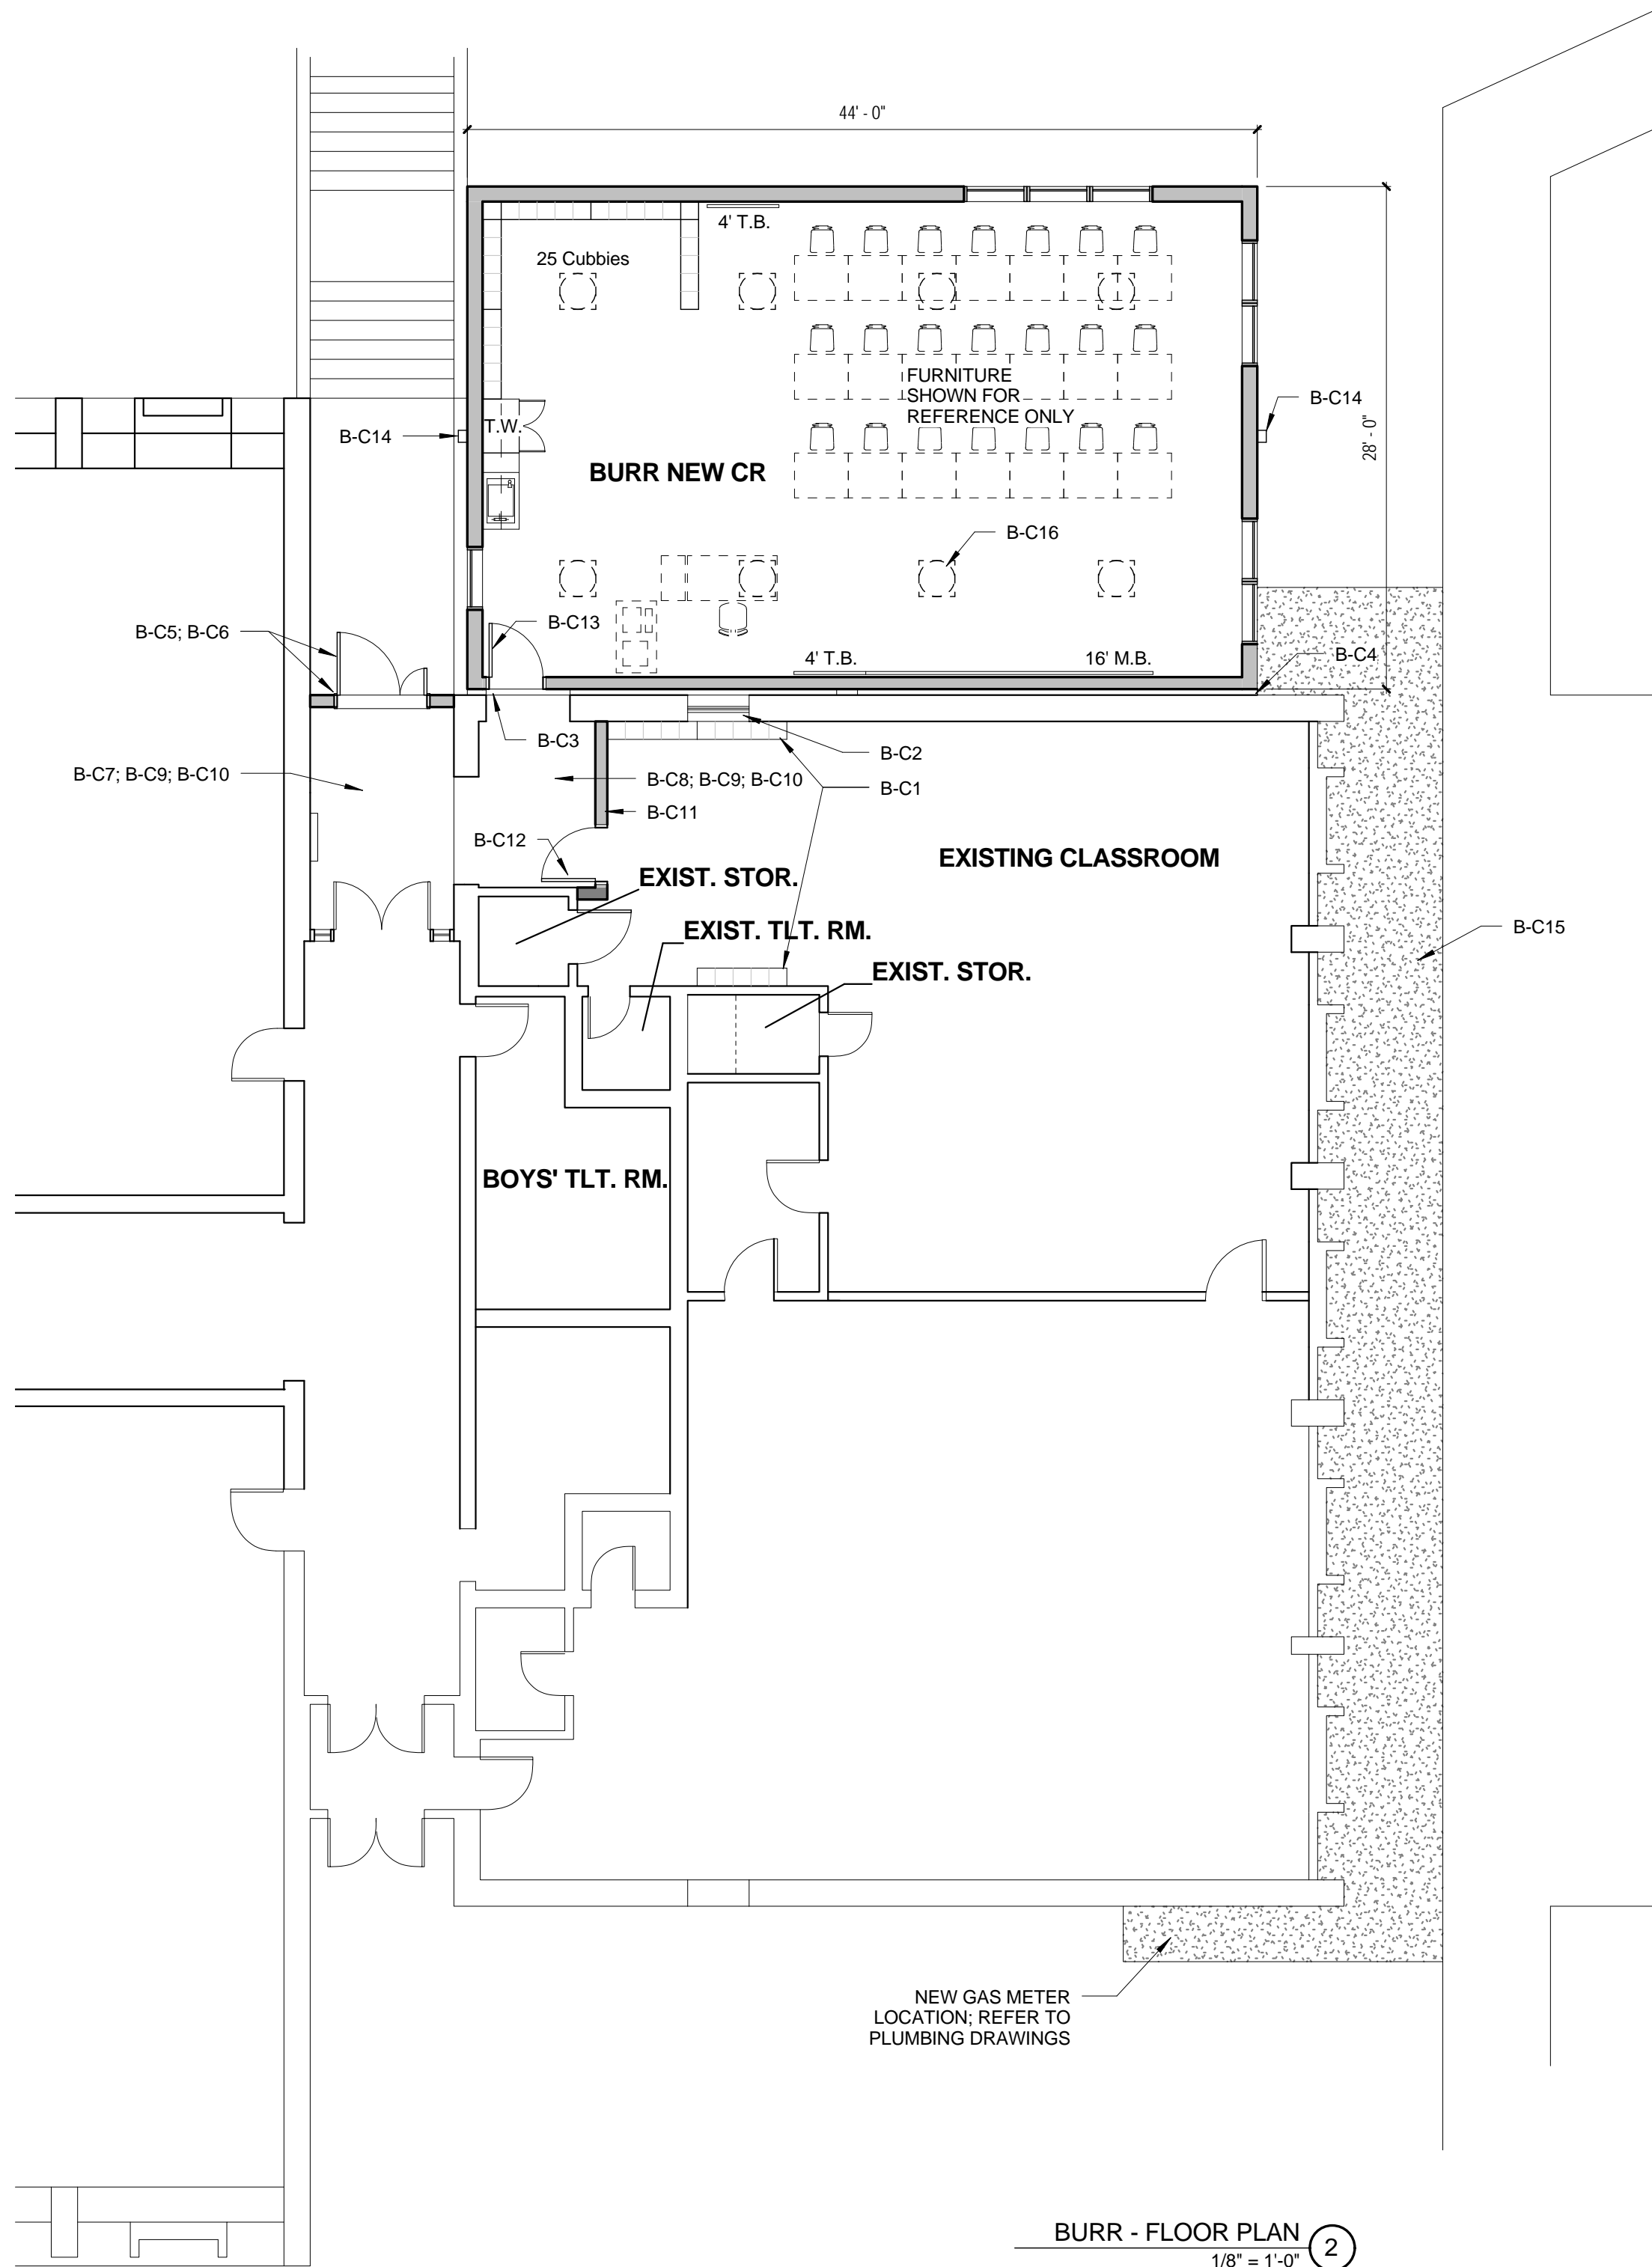 44' - 0"
4' T.B.
25 Cubbies
FURNITURE
SHOWN FOR
REFERENCE ONLY
B-C14
B-C14
T.W.
28' - 0"
BURR NEW CR
B-C16
B-C13
B-C5; B-C6
4' T.B.
16' M.B.
B-C4
B-C3
B-C2
B-C7; B-C9; B-C10
B-C8; B-C9; B-C10
B-C1
B-C11
B-C12
EXISTING CLASSROOM
EXIST. STOR.
EXIST. TLT. RM.
B-C15
EXIST. STOR.
BOYS' TLT. RM.
NEW GAS METER
LOCATION; REFER TO
PLUMBING DRAWINGS
BURR - FLOOR PLAN
2
1/8" = 1'-0"